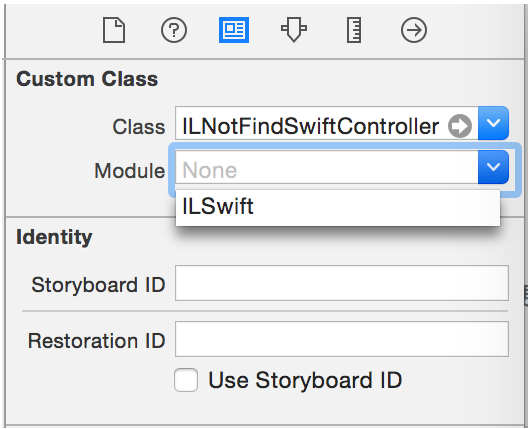 Custom Class
Class ILNotFindSwiftController
Module None
ILSwift
Identity
Storyboard ID
Restoration ID
Use Storyboard ID